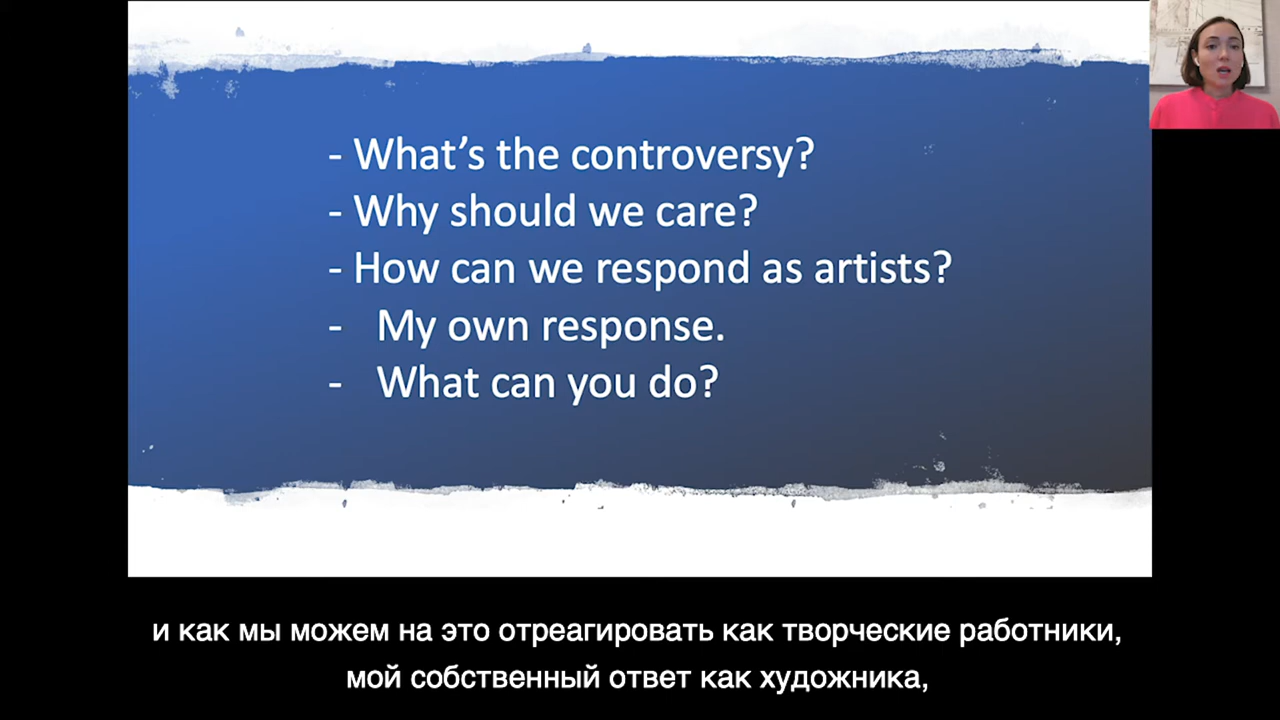 - What’s the controversy?
- Why should we care?
- How can we respond as artists?
- My own response.
- What can you do?
и как мы можем на это отреагировать как творческие работники,
мой собственный ответ как художника,